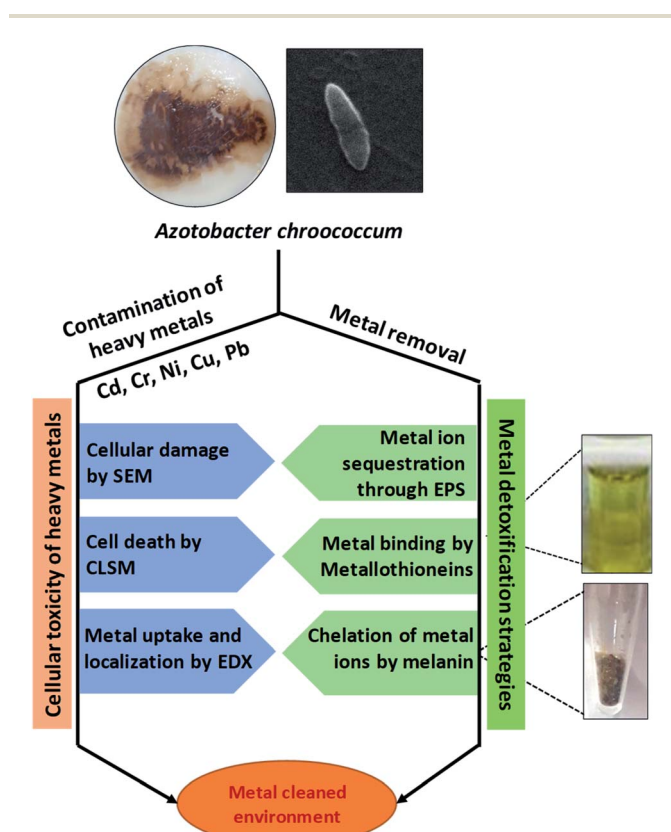 Azotobacter chroococcum
Contamination of
heavy metals
Metal removal
Cd, Cr, Ni, Cu, Pb
Cellular toxicity of heavy metals
Cellular damage
by SEM
Cell death by
CLSM
Metal uptake and
localization by EDX
Metal ion
sequestration
through EPS
Metal binding by
Metallothioneins
Chelation of metal
ions by melanin
Metal detoxification strategies
Metal cleaned
environment